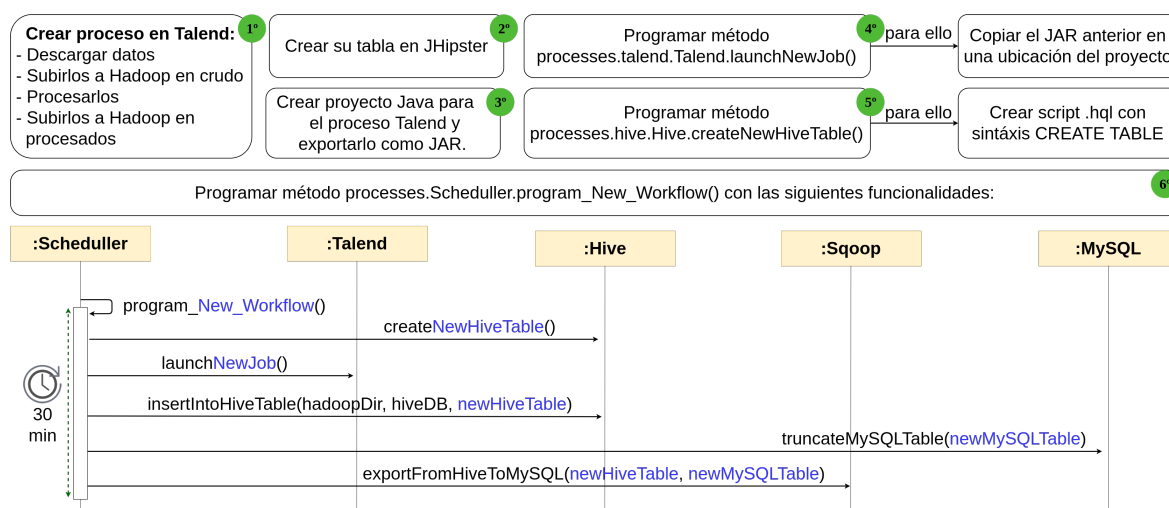 Crear proceso en Talend:
- Descargar datos
- Subirlos a Hadoop en crudo
- Procesarlos
- Subirlos a Hadoop en
procesados
1º
Crear su tabla en JHipster
2º
Crear proyecto Java para
el proceso Talend y
exportarlo como JAR.
3º
Programar método
processes.talend.Talend.launchNewJob()
4º
para ello
Copiar el JAR anterior en
una ubicación del proyecto
Programar método
processes.hive.Hive.createNewHiveTable()
5º
para ello
Crear script .hql con
sintáxis CREATE TABLE
Programar método processes.Scheduller.program_New_Workflow() con las siguientes funcionalidades:
6º
:Scheduller
:Talend
:Hive
:Sqoop
:MySQL
program_New_Workflow()
createNewHiveTable()
launchNewJob()
insertIntoHiveTable(hadoopDir, hiveDB, newHiveTable)
30
min
truncateMySQLTable(newMySQLTable)
exportFromHiveToMySQL(newHiveTable, newMySQLTable)